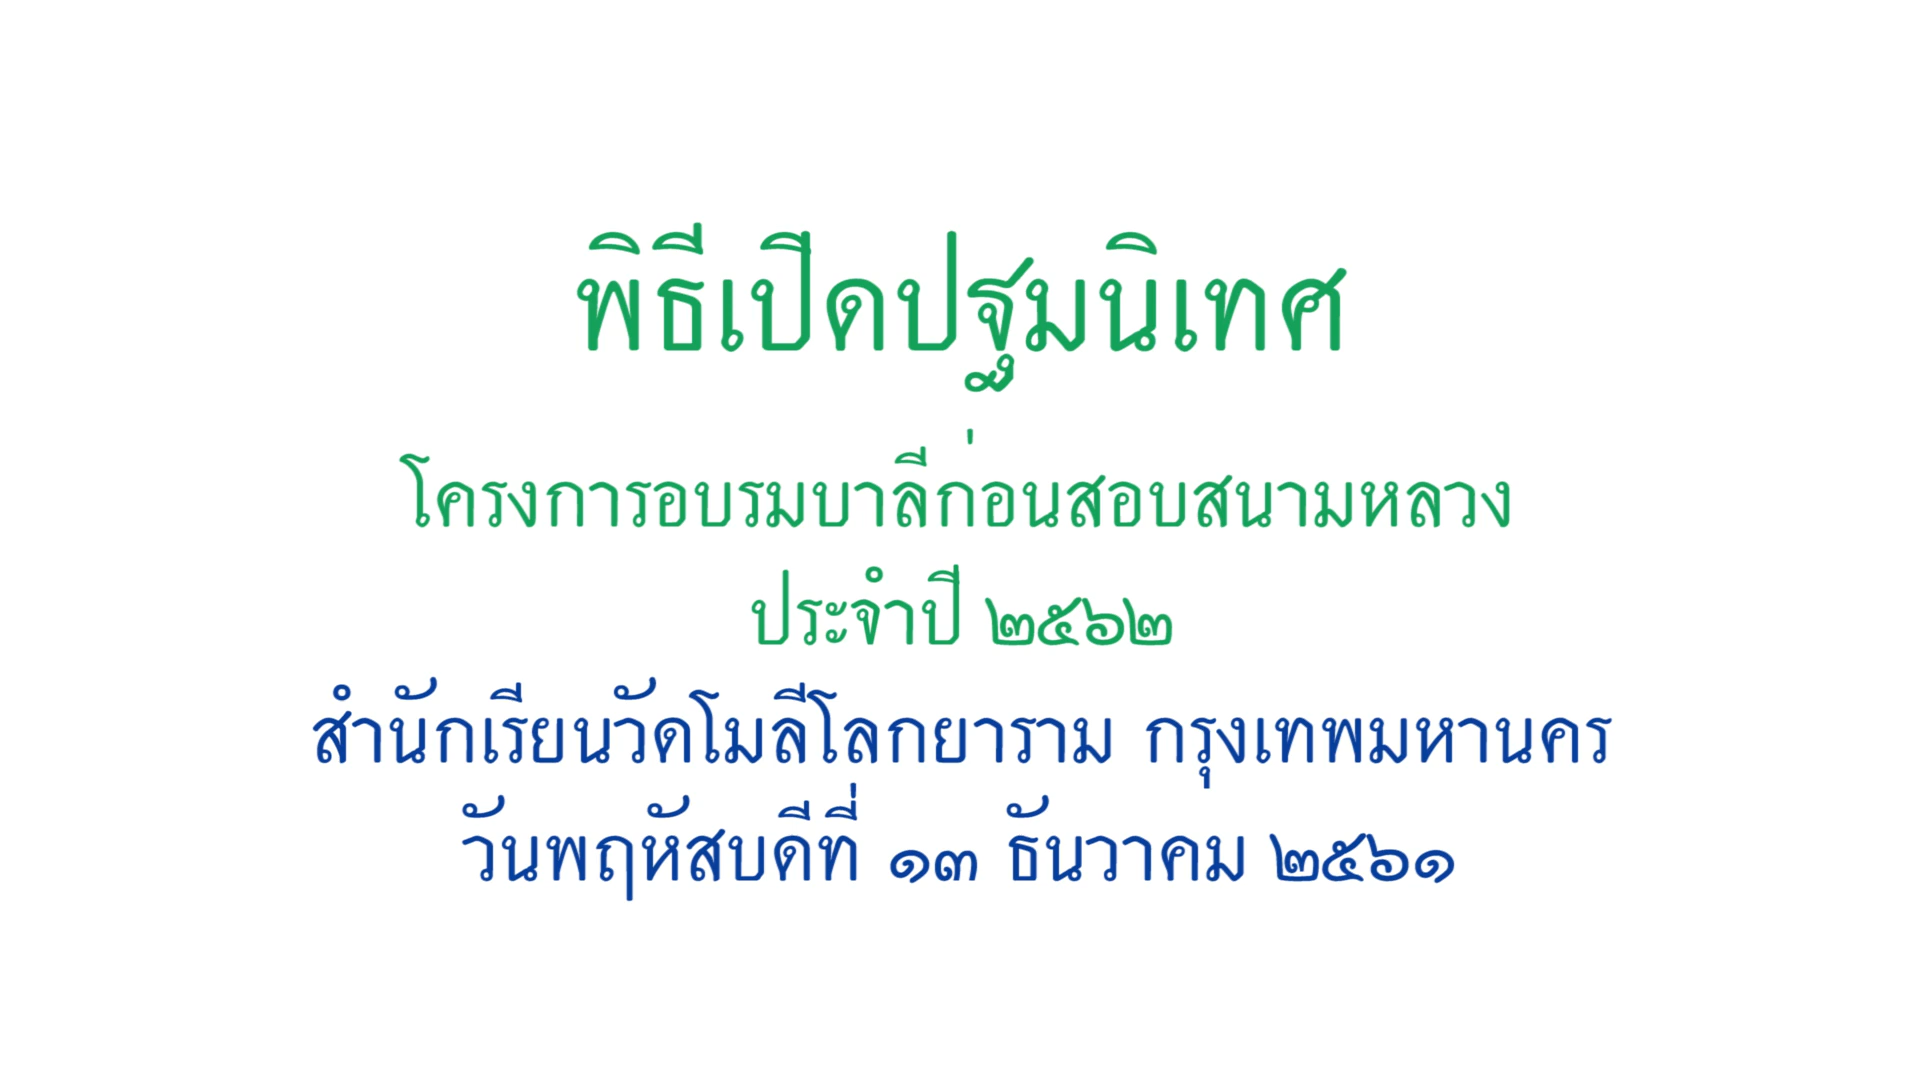 พิธีเปิดปฐมนิเทศ
โครงการอบรมบาลีก่อนสอบสนามหลวง
ประจำปี ๒๕๖๒
สำนักเรียนวัดโมลีโลกยาราม กรุงเทพมหานคร
วันพฤหัสบดีที่ ๑๓ ธันวาคม ๒๕๖๑